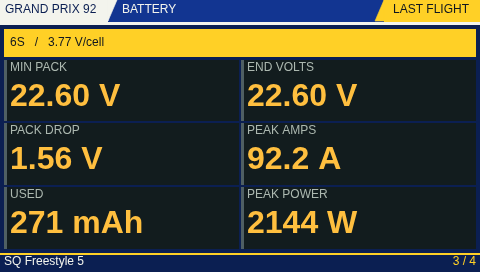 GRAND PRIX 92 BATTERY LAST FLIGHT
6S / 3.77 V/cell
MIN PACK END VOLTS
22.60 V 22.60 V
PACK DROP PEAK AMPS
1.56 V 92.2 A
USED PEAK POWER
271 mAh 2144 W
SQ Freestyle 5 3 / 4